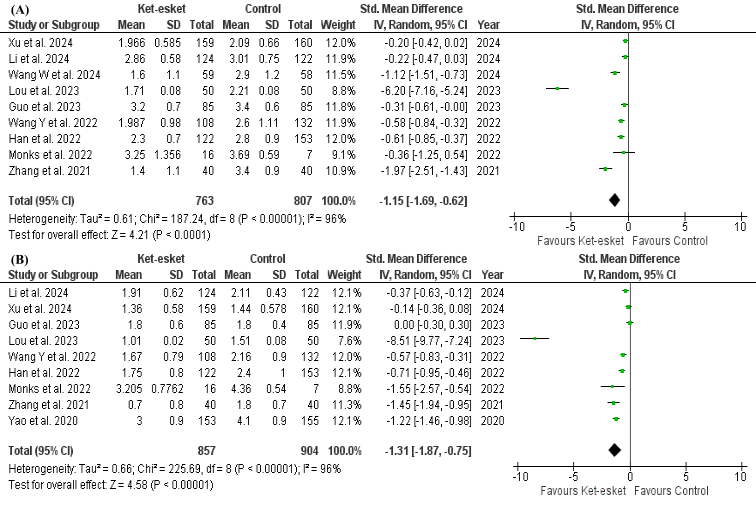 (A) Ket-esket Control Std. Mean Difference Std. Mean Difference
Study or Subgroup Mean SD Total Mean SD Total Weight IV, Random, 95% CI Year IV, Random, 95% CI
Xu et al. 2024 1.966 0.585 159 2.09 0.66 160 12.0% -0.20 [-0.42, 0.02] 2024
Li et al. 2024 2.86 0.58 124 3.01 0.75 122 11.9% -0.22 [-0.47, 0.03] 2024
Wang W et al. 2024 1.6 1.1 59 2.9 1.2 58 11.6% -1.12 [-1.51, -0.73] 2024
Lou et al. 2023 1.71 0.08 50 2.21 0.08 50 8.8% -6.20 [-7.16, -5.24] 2023
Guo et al. 2023 3.2 0.7 85 3.4 0.6 85 11.8% -0.31 [-0.61, -0.00] 2023
Wang Y et al. 2022 1.987 0.98 108 2.6 1.11 132 11.9% -0.58 [-0.84, -0.32] 2022
Han et al. 2022 2.3 0.7 122 2.8 0.9 153 11.9% -0.61 [-0.85, -0.37] 2022
Monks et al. 2022 3.25 1.356 16 3.69 0.59 7 9.1% -0.36 [-1.25, 0.54] 2022
Zhang et al. 2021 1.4 1.1 40 3.4 0.9 40 10.9% -1.97 [-2.51, -1.43] 2021
Total (95% CI) 763 807 100.0% -1.15 [-1.69, -0.62]
Heterogeneity: Tau² = 0.61; Chi² = 187.24, df = 8 (P < 0.00001); I² = 96%
Test for overall effect: Z = 4.21 (P < 0.0001)
-10 -5 0 5 10
Favours Ket-esket Favours Control
(B) Ket-esket Control Std. Mean Difference Std. Mean Difference
Study or Subgroup Mean SD Total Mean SD Total Weight IV, Random, 95% CI Year IV, Random, 95% CI
Li et al. 2024 1.91 0.62 124 2.11 0.43 122 12.1% -0.37 [-0.63, -0.12] 2024
Xu et al. 2024 1.36 0.58 159 1.44 0.578 160 12.1% -0.14 [-0.36, 0.08] 2024
Guo et al. 2023 1.8 0.6 85 1.8 0.4 85 12.0% 0.00 [-0.30, 0.30] 2023
Lou et al. 2023 1.01 0.02 50 1.51 0.08 50 7.6% -8.51 [-9.77, -7.24] 2023
Wang Y et al. 2022 1.67 0.79 108 2.16 0.9 132 12.1% -0.57 [-0.83, -0.31] 2022
Han et al. 2022 1.75 0.8 122 2.4 1 153 12.1% -0.71 [-0.95, -0.46] 2022
Monks et al. 2022 3.205 0.7762 16 4.36 0.54 7 8.8% -1.55 [-2.57, -0.54] 2022
Zhang et al. 2021 0.7 0.8 40 1.8 0.7 40 11.2% -1.45 [-1.94, -0.95] 2021
Yao et al. 2020 3 0.9 153 4.1 0.9 155 12.1% -1.22 [-1.46, -0.98] 2020
Total (95% CI) 857 904 100.0% -1.31 [-1.87, -0.75]
Heterogeneity: Tau² = 0.66; Chi² = 225.69, df = 8 (P < 0.00001); I² = 96%
Test for overall effect: Z = 4.58 (P < 0.00001)
-10 -5 0 5 10
Favours Ket-esket Favours Control